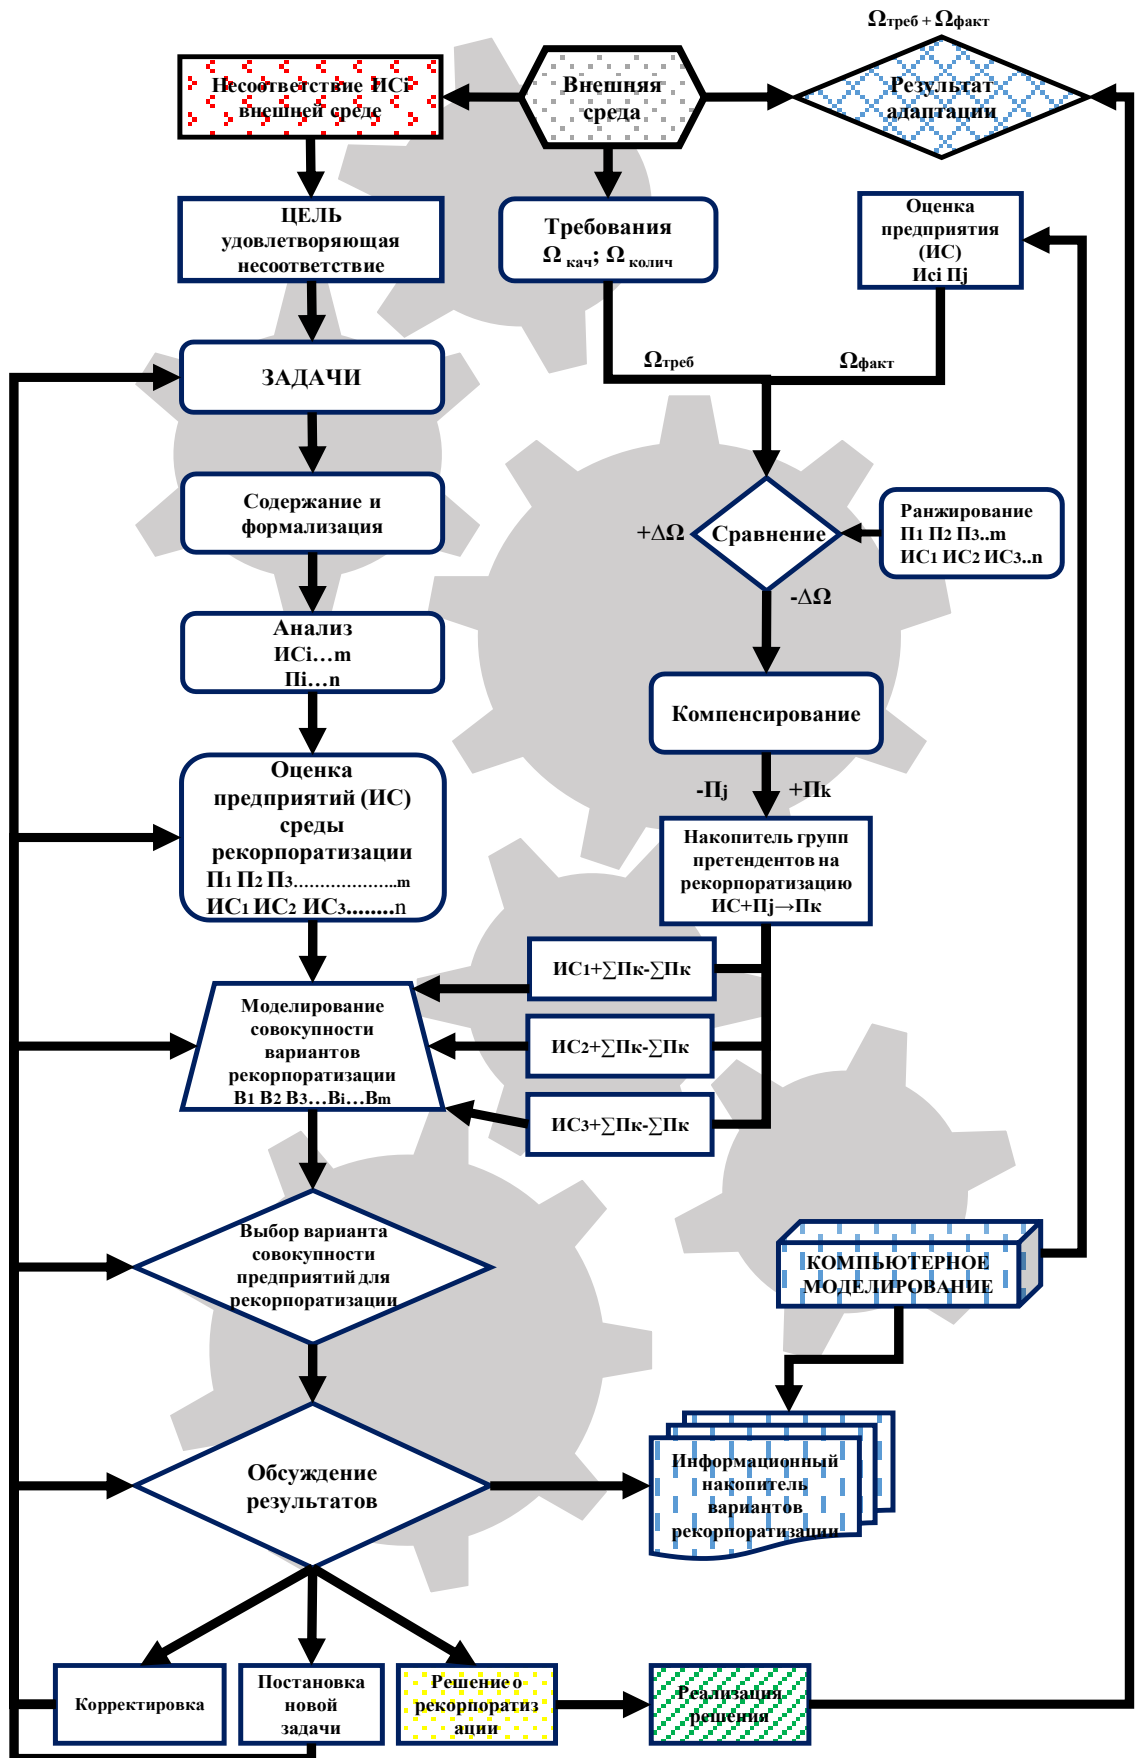 Ωтреб + Ωфакт
Несоответствие ИСi
внешней среде
Внешняя
среда
Результат
адаптации
ЦЕЛЬ
удовлетворяющая
несоответствие
Требования
Ω кач; Ω колич
Оценка
предприятия
(ИС)
Исi Пj
Ωтреб
Ωфакт
ЗАДАЧИ
Содержание и
формализация
+ΔΩ
Сравнение
Ранжирование
П1 П2 П3..m
ИС1 ИС2 ИС3..n
-ΔΩ
Анализ
ИСi…m
Пi…n
Компенсирование
-Пj
+Пk
Оценка
предприятий (ИС)
среды
рекорпоратизации
П1 П2 П3………………..m
ИС1 ИС2 ИС3........n
Накопитель групп
претендентов на
рекорпоратизацию
ИС+Пj→Пк
ИС1+∑Пк-∑Пк
ИС2+∑Пк-∑Пк
ИС3+∑Пк-∑Пк
Моделирование
совокупности
вариантов
рекорпоратизации
В1 В2 В3…Вi…Вm
Выбор варианта
совокупности
предприятий для
рекорпоратизации
КОМПЬЮТЕРНОЕ
МОДЕЛИРОВАНИЕ
Обсуждение
результатов
Информационный
накопитель
вариантов
рекорпоратизации
Корректировка
Постановка
новой
задачи
Решение о
рекорпоратиз
ации
Реализация
решения